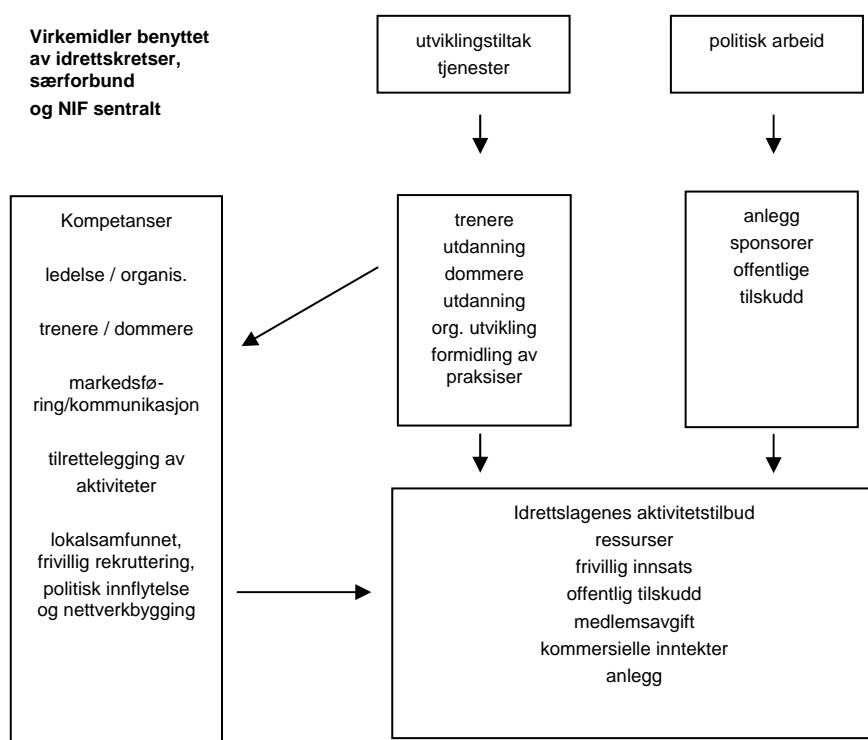 Virkemidler benyttet
av idrettskretser,
særforbund
og NIF sentralt
utviklingstiltak
tjenester
politisk arbeid
Kompetanser
ledelse / organis.
trenere / dommere
markedsfø-
ring/kommunikasjon
tilrettelegging av
aktiviteter
lokalsamfunnet,
frivillig rekruttering,
politisk innflytelse
og nettverkbygging
trenere
utdanning
dommere
utdanning
org. utvikling
formidling av
praksiser
anlegg
sponsorer
offentlige
tilskudd
Idrettslagenes aktivitetstilbud
ressurser
frivillig innsats
offentlig tilskudd
medlemsavgift
kommersielle inntekter
anlegg